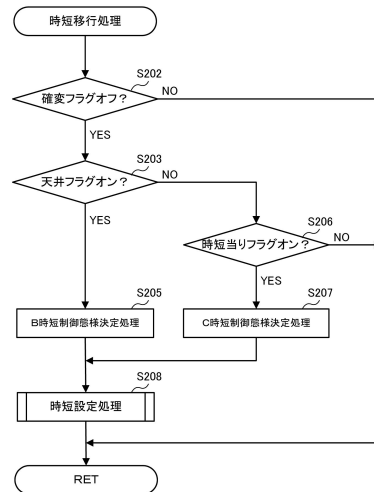 時短移行処理
S202
確変フラグオフ？
NO
YES
S203
天井フラグオン？
NO
YES
S206
時短当りフラグオン？
NO
YES
S205
B時短制御態様決定処理
S207
C時短制御態様決定処理
S208
時短設定処理
RET